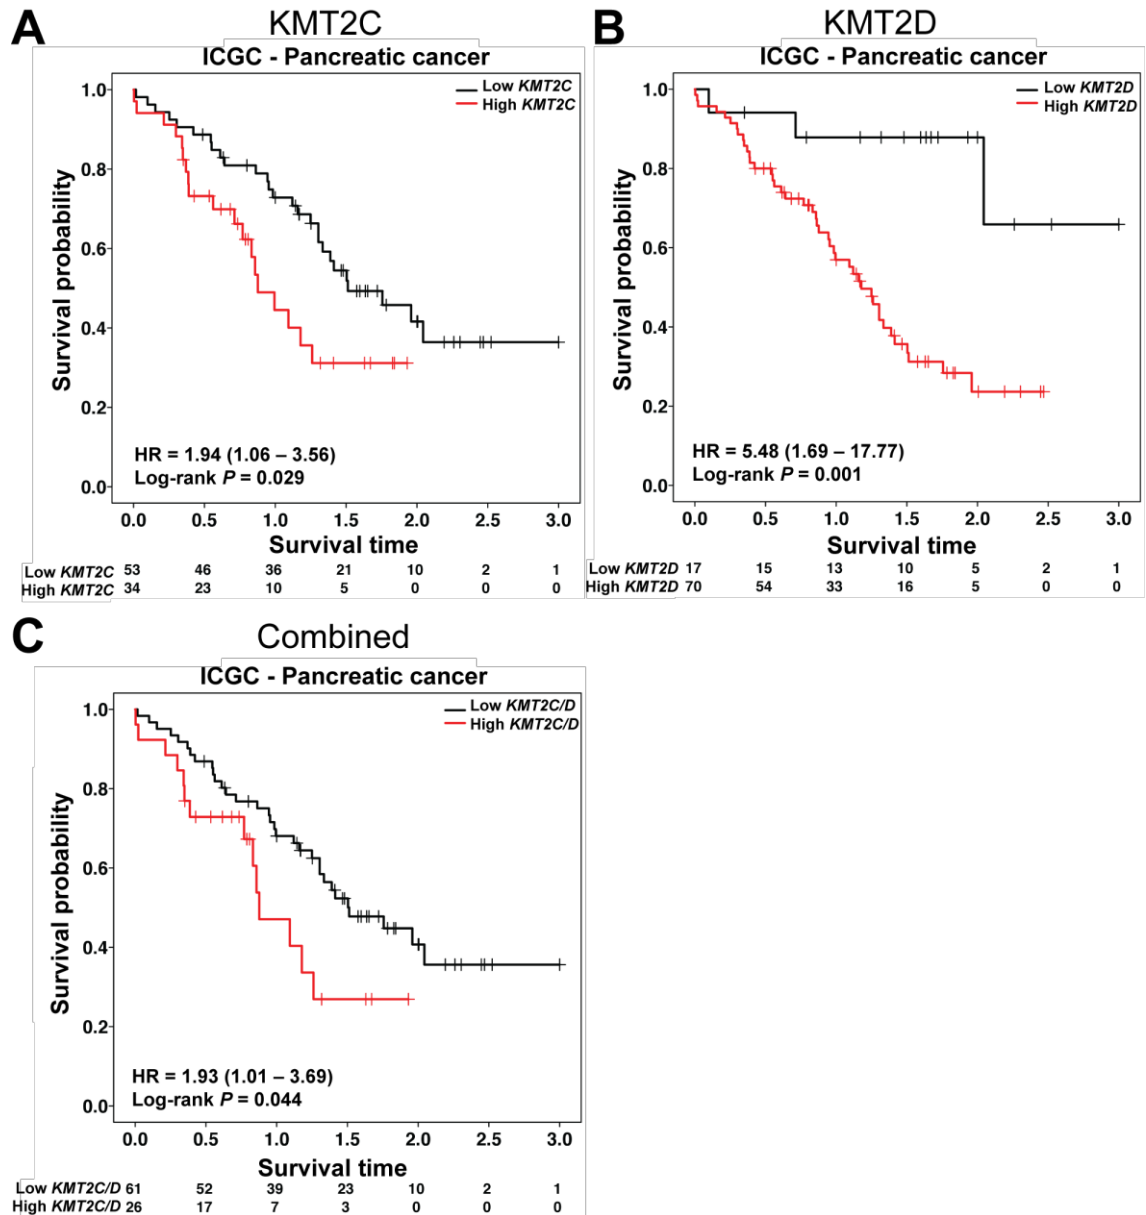 A
KMT2C
ICGC - Pancreatic cancer
Low KMT2C
High KMT2C
Survival probability
1.0
0.8
0.6
0.4
0.2
0.0
HR = 1.94 (1.06 – 3.56)
Log-rank P = 0.029
0.0 0.5 1.0 1.5 2.0 2.5 3.0
Survival time
Low KMT2C 53 46 36 21 10 2 1
High KMT2C 34 23 10 5 0 0 0
B
KMT2D
ICGC - Pancreatic cancer
Low KMT2D
High KMT2D
Survival probability
1.0
0.8
0.6
0.4
0.2
0.0
HR = 5.48 (1.69 – 17.77)
Log-rank P = 0.001
0.0 0.5 1.0 1.5 2.0 2.5 3.0
Survival time
Low KMT2D 17 15 13 10 5 2 1
High KMT2D 70 54 33 16 5 0 0
C
Combined
ICGC - Pancreatic cancer
Low KMT2C/D
High KMT2C/D
Survival probability
1.0
0.8
0.6
0.4
0.2
0.0
HR = 1.93 (1.01 – 3.69)
Log-rank P = 0.044
0.0 0.5 1.0 1.5 2.0 2.5 3.0
Survival time
Low KMT2C/D 61 52 39 23 10 2 1
High KMT2C/D 26 17 7 3 0 0 0